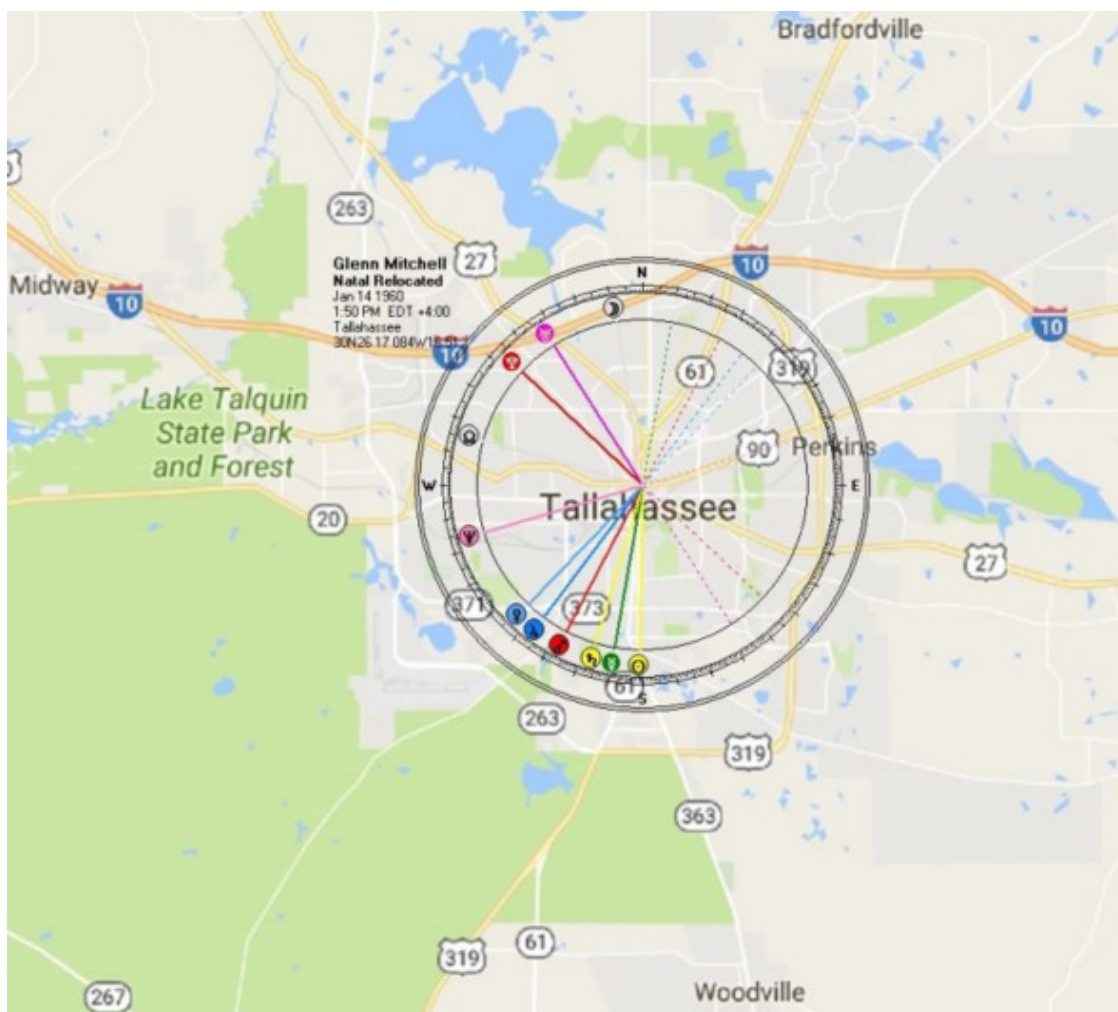 Bradfordville
0
263
27
Glenn Mitchell
Natal Relocated
Jan 14 1960
1:50 PM EDT +4:00
Tallahassee
N
10
Midway
10
10
10
61
319
Lake Talquin
State Park
and Forest
90
Perkins
W
E
Tallahassee
20
27
371
373
61
S
263
319
363
61
319
267
Woodville